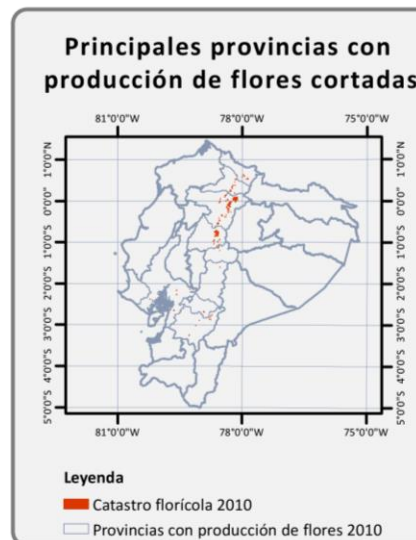 Principales provincias con
producción de flores cortadas
81°0'0"W 78°0'0"W 75°0'0"W
1°0'0"N 1°0'0"N
0°0'0" 0°0'0"
1°0'0"S 1°0'0"S
2°0'0"S 2°0'0"S
3°0'0"S 3°0'0"S
4°0'0"S 4°0'0"S
5°0'0"S 5°0'0"S
81°0'0"W 78°0'0"W 75°0'0"W
Leyenda
Catastro florícola 2010
Provincias con producción de flores 2010